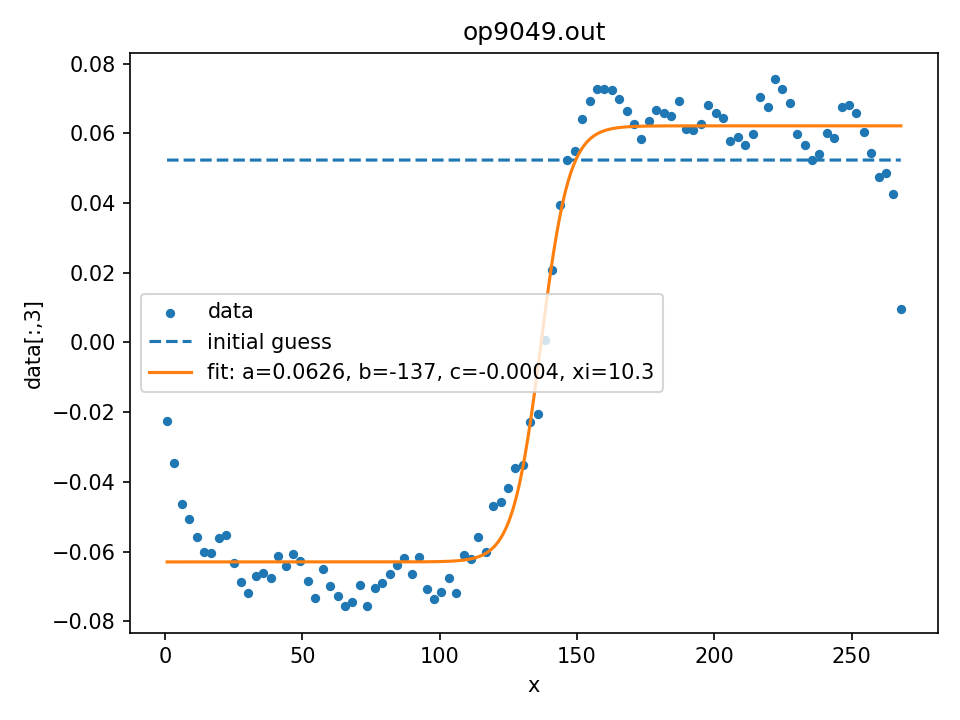 op9049.out
0.08
0.06
0.04
0.02
0.00
−0.02
−0.04
−0.06
−0.08
data[:,3]
data
initial guess
fit: a=0.0626, b=-137, c=-0.0004, xi=10.3
0 50 100 150 200 250
x